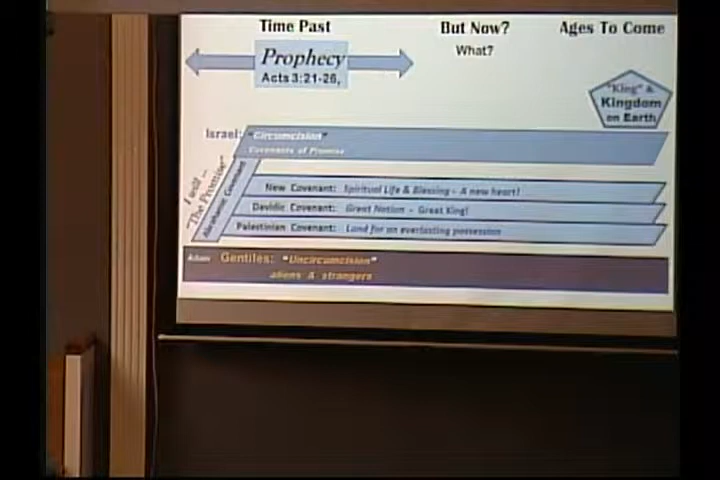 Time Past
But Now?
Ages To Come
What?
Prophecy
Acts 3:21-26,
"King" &
Kingdom
on Earth
Israel: "Circumcision"
Covenants of Promise
I will ...
"The Promise"
Abrahamic Covenant
New Covenant: Spiritual Life & Blessing - A new heart!
Davidic Covenant: Great Nation - Great King!
Palestinian Covenant: Land for an everlasting possession
Adam
Gentiles: "Uncircumcision"
aliens & strangers